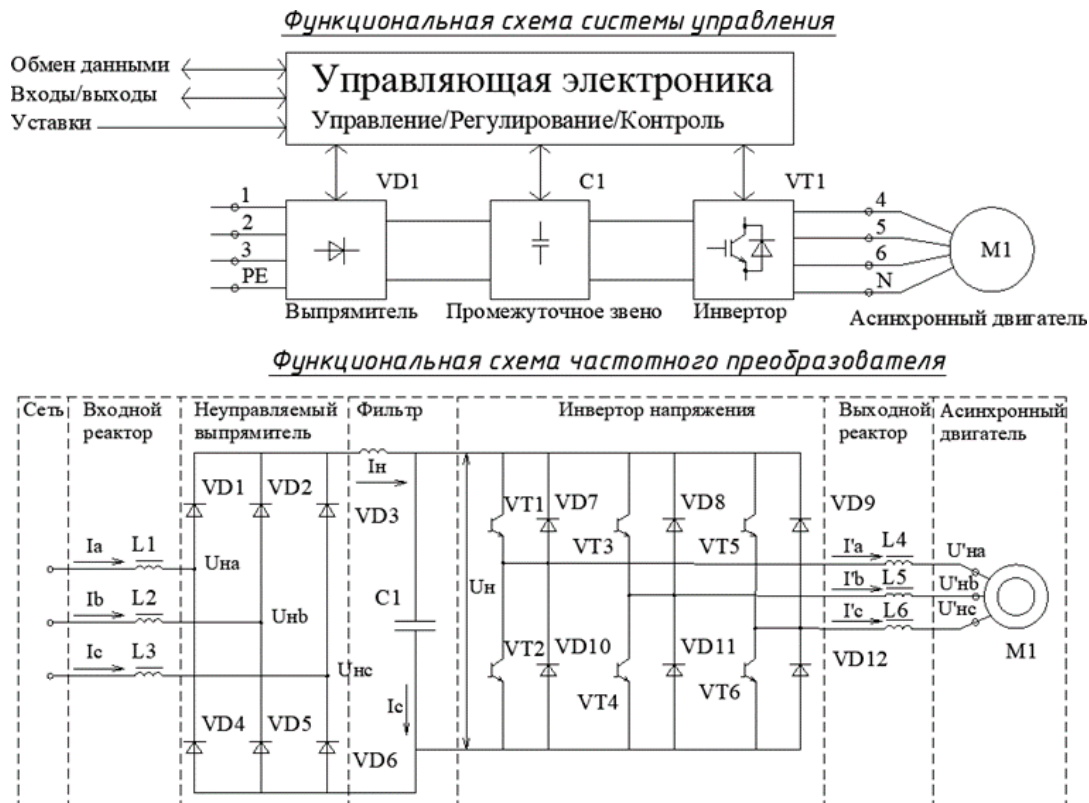 Функциональная схема системы управления
Обмен данными
Входы/выходы
Уставки
Управляющая электроника
Управление/Регулирование/Контроль
VD1
C1
VT1
1
2
3
PE
4
5
6
N
M1
Выпрямитель
Промежуточное звено
Инвертор
Асинхронный двигатель
Функциональная схема частотного преобразователя
Сеть
Входной
реактор
Неуправляемый
выпрямитель
Фильтр
Инвертор напряжения
Выходной
реактор
Асинхронный
двигатель
Iн
VD1
VD2
VD3
VT1
VD7
VT3
VD8
VT5
VD9
Ia
L1
Uна
I'a
L4
U'на
Ib
L2
Uнb
C1
Uн
I'b
L5
U'нb
Ic
L3
Uнс
I'c
L6
U'нс
M1
VT2
VD10
VT4
VD11
VT6
VD12
Ic
VD4
VD5
VD6